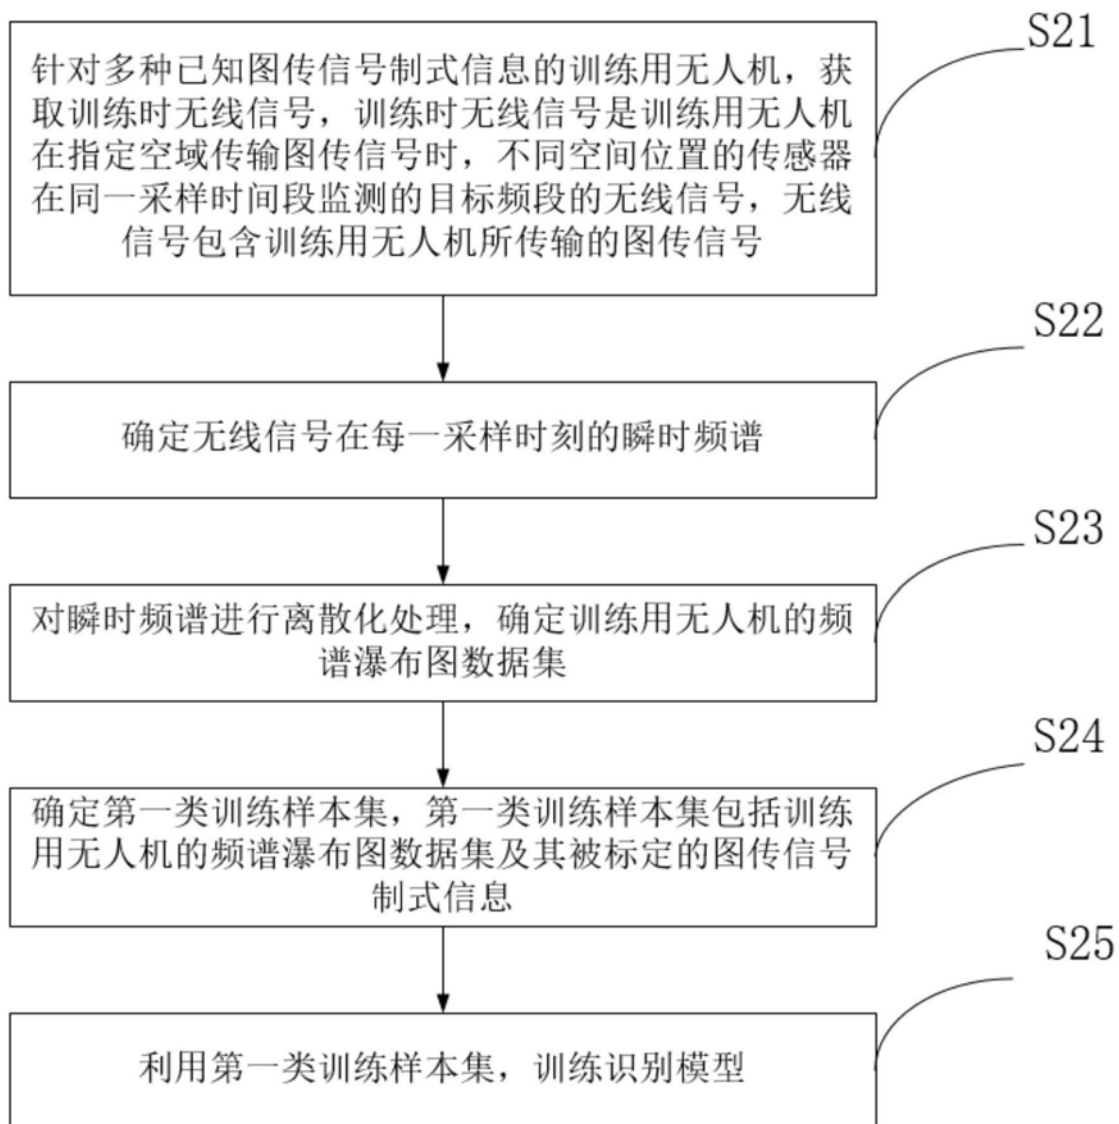 S21
针对多种已知图传信号制式信息的训练用无人机，获
取训练时无线信号，训练时无线信号是训练用无人机
在指定空域传输图传信号时，不同空间位置的传感器
在同一采样时间段监测的目标频段的无线信号，无线
信号包含训练用无人机所传输的图传信号
S22
确定无线信号在每一采样时刻的瞬时频谱
S23
对瞬时频谱进行离散化处理，确定训练用无人机的频
谱瀑布图数据集
S24
确定第一类训练样本集，第一类训练样本集包括训练
用无人机的频谱瀑布图数据集及其被标定的图传信号
制式信息
S25
利用第一类训练样本集，训练识别模型